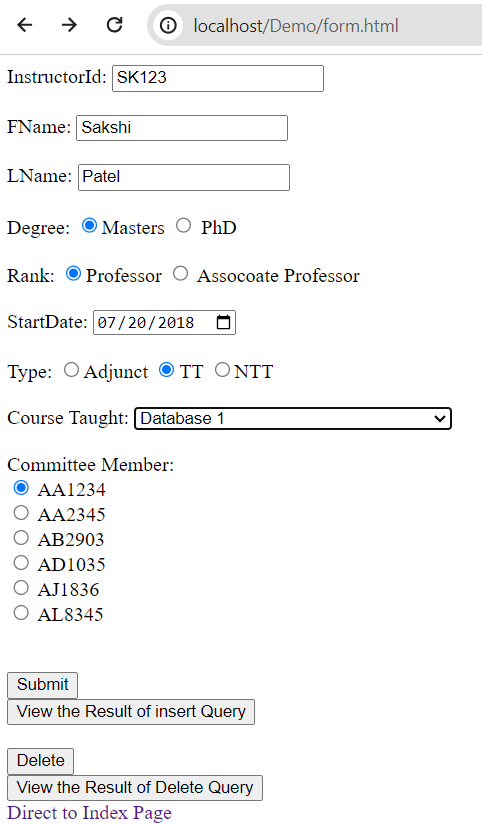 localhost/Demo/form.html
InstructorId: SK123
FName: Sakshi
LName: Patel
Degree: Masters PhD
Rank: Professor Assocoate Professor
StartDate: 07/20/2018
Type: Adjunct TT NTT
Course Taught: Database 1
Committee Member:
AA1234
AA2345
AB2903
AD1035
AJ1836
AL8345
Submit
View the Result of insert Query
Delete
View the Result of Delete Query
Direct to Index Page